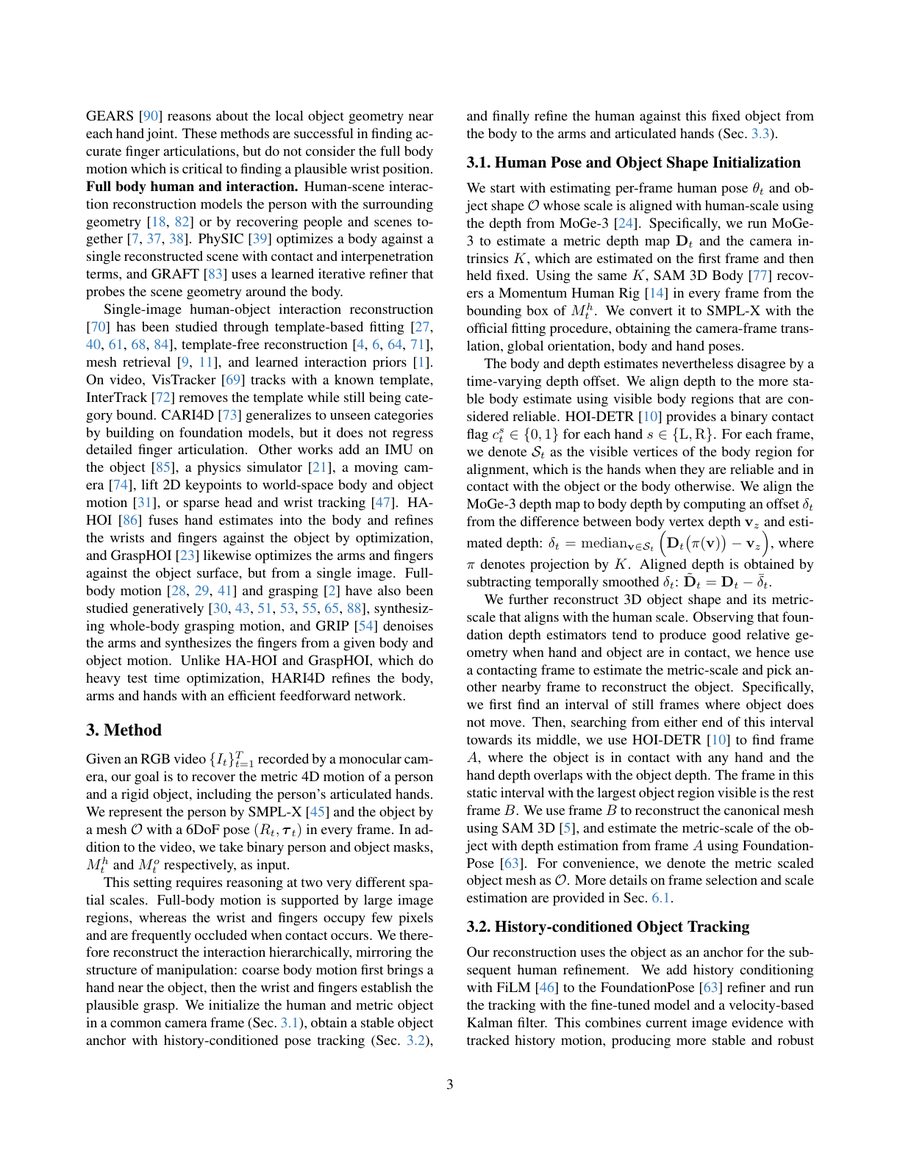 GEARS [90] reasons about the local object geometry near
each hand joint. These methods are successful in finding ac-
curate finger articulations, but do not consider the full body
motion which is critical to finding a plausible wrist position.
Full body human and interaction. Human-scene interac-
tion reconstruction models the person with the surrounding
geometry [18, 82] or by recovering people and scenes to-
gether [7, 37, 38]. PhySIC [39] optimizes a body against a
single reconstructed scene with contact and interpenetration
terms, and GRAFT [83] uses a learned iterative refiner that
probes the scene geometry around the body.
Single-image human-object interaction reconstruction
[70] has been studied through template-based fitting [27,
40, 61, 68, 84], template-free reconstruction [4, 6, 64, 71],
mesh retrieval [9, 11], and learned interaction priors [1].
On video, VisTracker [69] tracks with a known template,
InterTrack [72] removes the template while still being cate-
gory bound. CARI4D [73] generalizes to unseen categories
by building on foundation models, but it does not regress
detailed finger articulation. Other works add an IMU on
the object [85], a physics simulator [21], a moving cam-
era [74], lift 2D keypoints to world-space body and object
motion [31], or sparse head and wrist tracking [47]. HA-
HOI [86] fuses hand estimates into the body and refines
the wrists and fingers against the object by optimization,
and GraspHOI [23] likewise optimizes the arms and fingers
against the object surface, but from a single image. Full-
body motion [28, 29, 41] and grasping [2] have also been
studied generatively [30, 43, 51, 53, 55, 65, 88], synthesiz-
ing whole-body grasping motion, and GRIP [54] denoises
the arms and synthesizes the fingers from a given body and
object motion. Unlike HA-HOI and GraspHOI, which do
heavy test time optimization, HARI4D refines the body,
arms and hands with an efficient feedforward network.
3. Method
Given an RGB video {I_t}_{t=1}^T recorded by a monocular cam-
era, our goal is to recover the metric 4D motion of a person
and a rigid object, including the person's articulated hands.
We represent the person by SMPL-X [45] and the object by
a mesh O with a 6DoF pose (R_t, τ_t) in every frame. In ad-
dition to the video, we take binary person and object masks,
M_t^h and M_t^o respectively, as input.
This setting requires reasoning at two very different spa-
tial scales. Full-body motion is supported by large image
regions, whereas the wrist and fingers occupy few pixels
and are frequently occluded when contact occurs. We there-
fore reconstruct the interaction hierarchically, mirroring the
structure of manipulation: coarse body motion first brings a
hand near the object, then the wrist and fingers establish the
plausible grasp. We initialize the human and metric object
in a common camera frame (Sec. 3.1), obtain a stable object
anchor with history-conditioned pose tracking (Sec. 3.2),
and finally refine the human against this fixed object from
the body to the arms and articulated hands (Sec. 3.3).
3.1. Human Pose and Object Shape Initialization
We start with estimating per-frame human pose θ_t and ob-
ject shape O whose scale is aligned with human-scale using
the depth from MoGe-3 [24]. Specifically, we run MoGe-
3 to estimate a metric depth map D_t and the camera in-
trinsics K, which are estimated on the first frame and then
held fixed. Using the same K, SAM 3D Body [77] recov-
ers a Momentum Human Rig [14] in every frame from the
bounding box of M_t^h. We convert it to SMPL-X with the
official fitting procedure, obtaining the camera-frame trans-
lation, global orientation, body and hand poses.
The body and depth estimates nevertheless disagree by a
time-varying depth offset. We align depth to the more sta-
ble body estimate using visible body regions that are con-
sidered reliable. HOI-DETR [10] provides a binary contact
flag c_t^s ∈ {0, 1} for each hand s ∈ {L, R}. For each frame,
we denote S_t as the visible vertices of the body region for
alignment, which is the hands when they are reliable and in
contact with the object or the body otherwise. We align the
MoGe-3 depth map to body depth by computing an offset δ_t
from the difference between body vertex depth v_z and esti-
mated depth: δ_t = median_{v∈S_t} (D_t(π(v)) − v_z), where
π denotes projection by K. Aligned depth is obtained by
subtracting temporally smoothed δ_t: D̄_t = D_t − δ̄_t.
We further reconstruct 3D object shape and its metric-
scale that aligns with the human scale. Observing that foun-
dation depth estimators tend to produce good relative ge-
ometry when hand and object are in contact, we hence use
a contacting frame to estimate the metric-scale and pick an-
other nearby frame to reconstruct the object. Specifically,
we first find an interval of still frames where object does
not move. Then, searching from either end of this interval
towards its middle, we use HOI-DETR [10] to find frame
A, where the object is in contact with any hand and the
hand depth overlaps with the object depth. The frame in this
static interval with the largest object region visible is the rest
frame B. We use frame B to reconstruct the canonical mesh
using SAM 3D [5], and estimate the metric-scale of the ob-
ject with depth estimation from frame A using Foundation-
Pose [63]. For convenience, we denote the metric scaled
object mesh as O. More details on frame selection and scale
estimation are provided in Sec. 6.1.
3.2. History-conditioned Object Tracking
Our reconstruction uses the object as an anchor for the sub-
sequent human refinement. We add history conditioning
with FiLM [46] to the FoundationPose [63] refiner and run
the tracking with the fine-tuned model and a velocity-based
Kalman filter. This combines current image evidence with
tracked history motion, producing more stable and robust
3